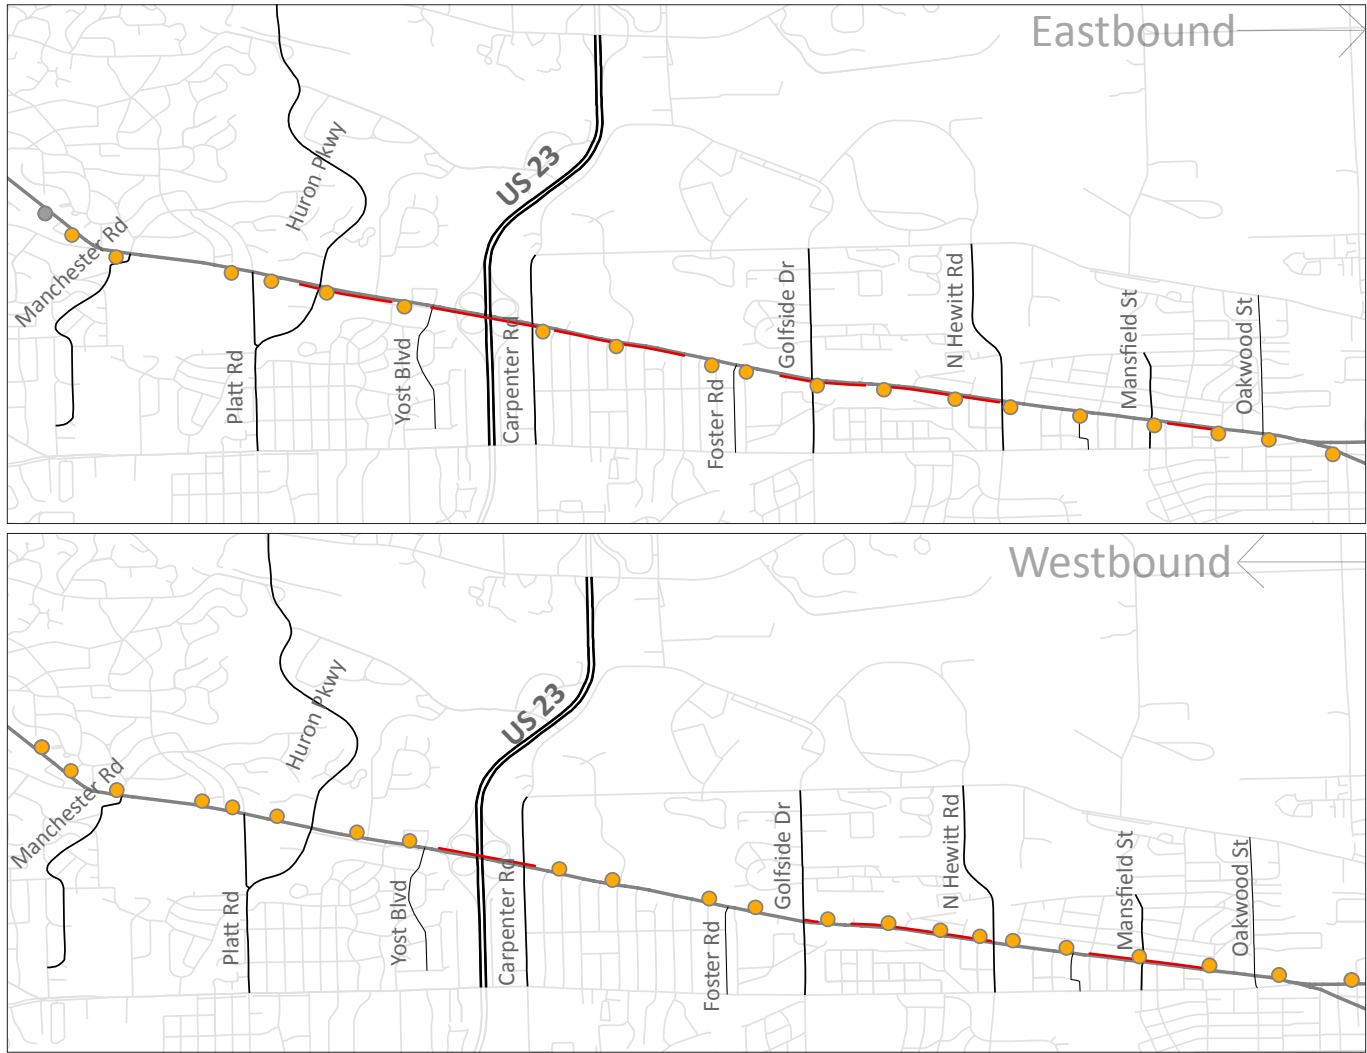 Eastbound
Huron Pkwy
US 23
Manchester Rd
Platt Rd
Yost Blvd
Carpenter Rd
Foster Rd
Golfside Dr
N Hewitt Rd
Mansfield St
Oakwood St
Westbound
Huron Pkwy
US 23
Manchester Rd
Platt Rd
Yost Blvd
Carpenter Rd
Foster Rd
Golfside Dr
N Hewitt Rd
Mansfield St
Oakwood St